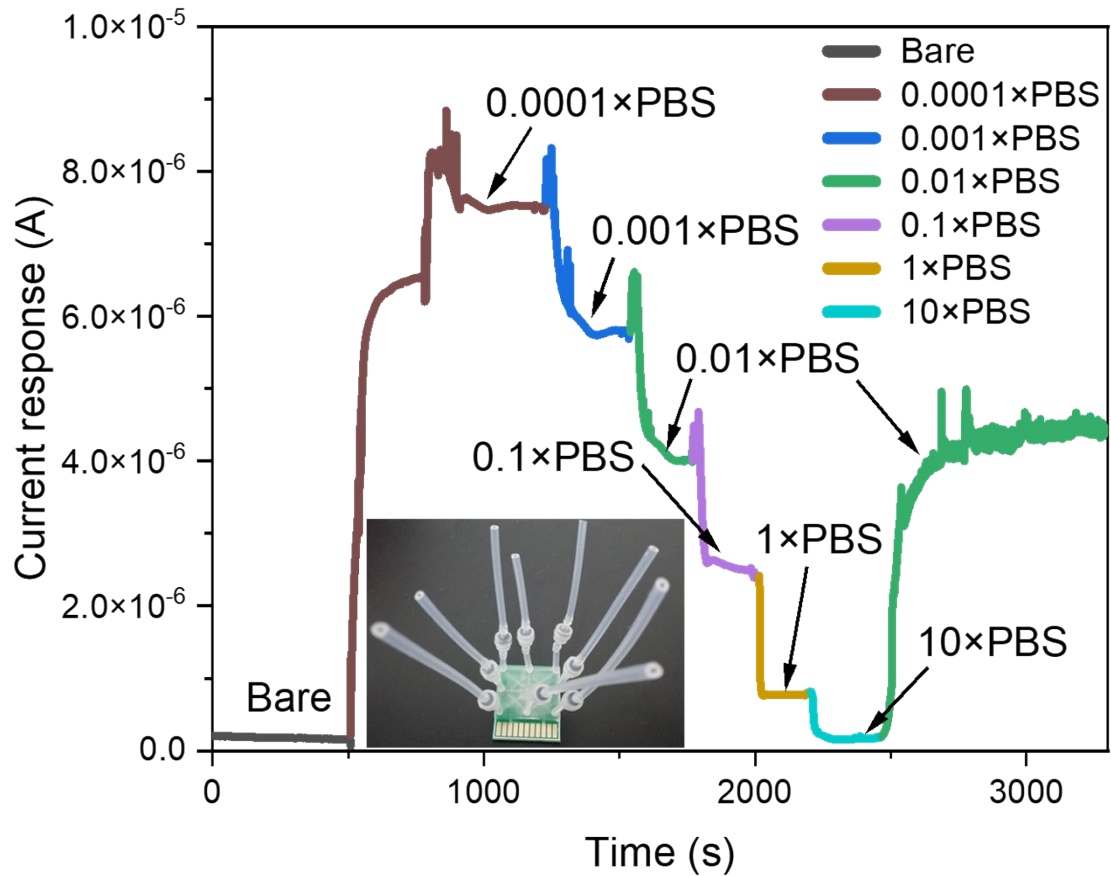 1.0×10⁻⁵
8.0×10⁻⁶
6.0×10⁻⁶
4.0×10⁻⁶
2.0×10⁻⁶
0.0
Current response (A)
0 1000 2000 3000
Time (s)
Bare
0.0001×PBS
0.001×PBS
0.01×PBS
0.1×PBS
1×PBS
10×PBS
Bare
0.0001×PBS
0.001×PBS
0.01×PBS
0.1×PBS
1×PBS
10×PBS